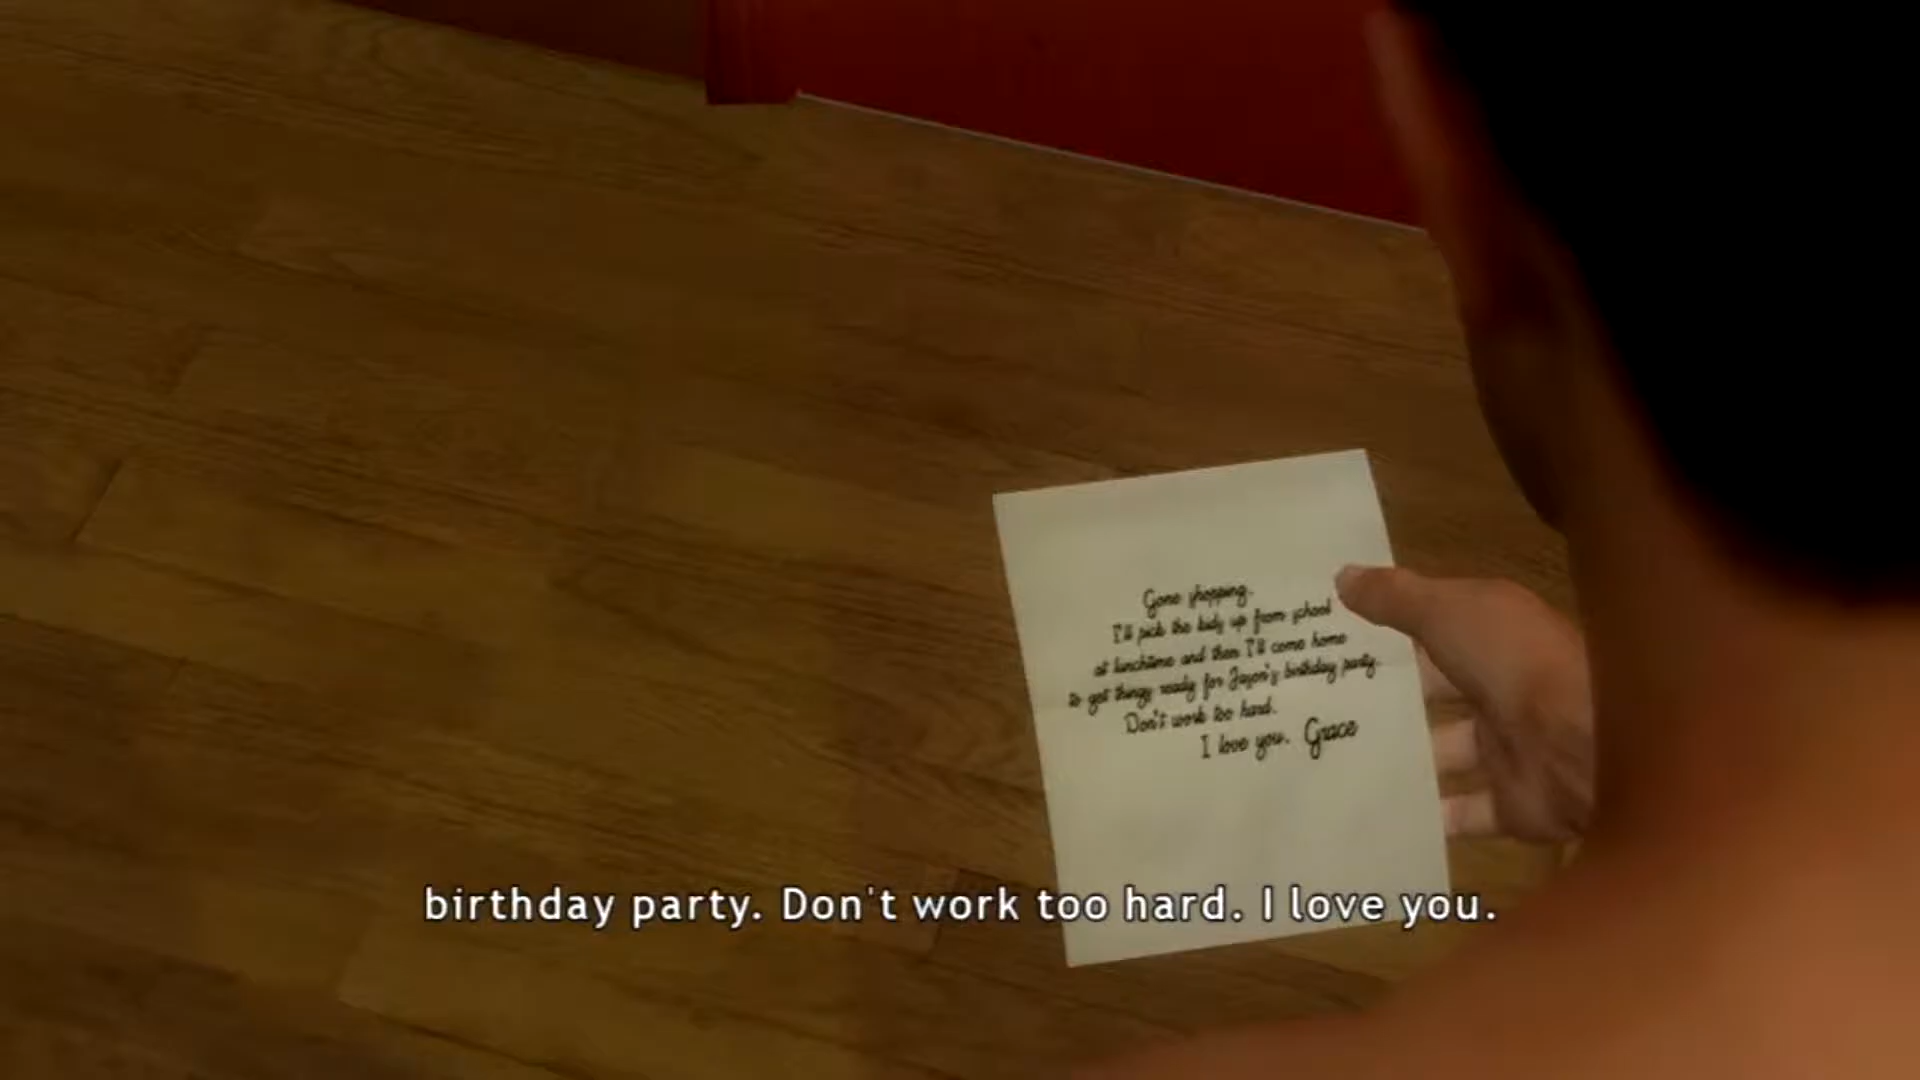 Gone shopping.
I'll pick the kids up from school
at lunchtime and then I'll come home
to get things ready for Jason's birthday party.
Don't work too hard.
I love you. Grace
birthday party. Don't work too hard. I love you.